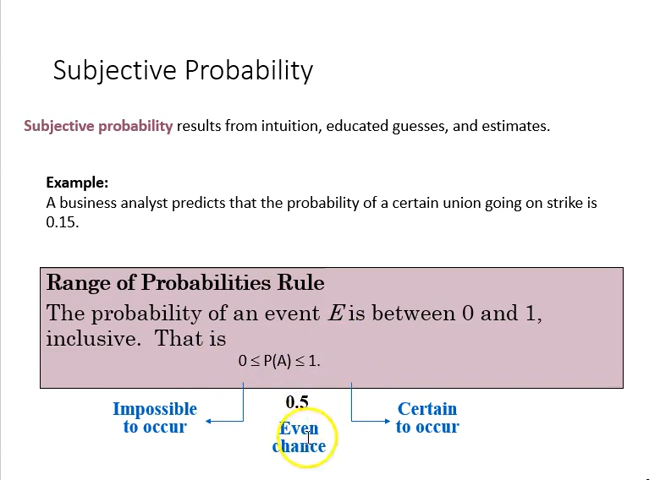 Subjective Probability
Subjective probability results from intuition, educated guesses, and estimates.
Example:
A business analyst predicts that the probability of a certain union going on strike is
0.15.
Range of Probabilities Rule
The probability of an event E is between 0 and 1,
inclusive. That is
0 ≤ P(A) ≤ 1.
Impossible
to occur
0.5
Even
chance
Certain
to occur